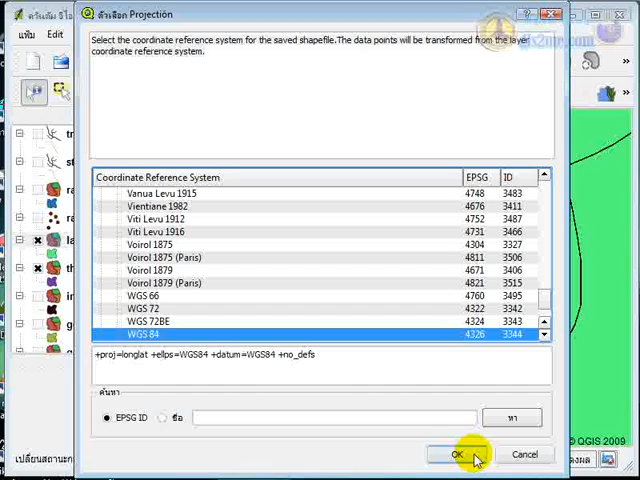 ตัวเลือก Projection
แฟ้ม Edit
Select the coordinate reference system for the saved shapefile.The data points will be transformed from the layer
coordinate reference system.
Coordinate Reference System EPSG ID
Vanua Levu 1915 4748 3483
Vientiane 1982 4676 3411
Viti Levu 1912 4752 3487
Viti Levu 1916 4731 3466
Voirol 1875 4304 3327
Voirol 1875 (Paris) 4811 3506
Voirol 1879 4671 3406
Voirol 1879 (Paris) 4821 3515
WGS 66 4760 3495
WGS 72 4322 3342
WGS 72BE 4324 3343
WGS 84 4326 3344
+proj=longlat +ellps=WGS84 +datum=WGS84 +no_defs
ค้นหา
EPSG ID ชื่อ หา
OK Cancel
© QGIS 2009